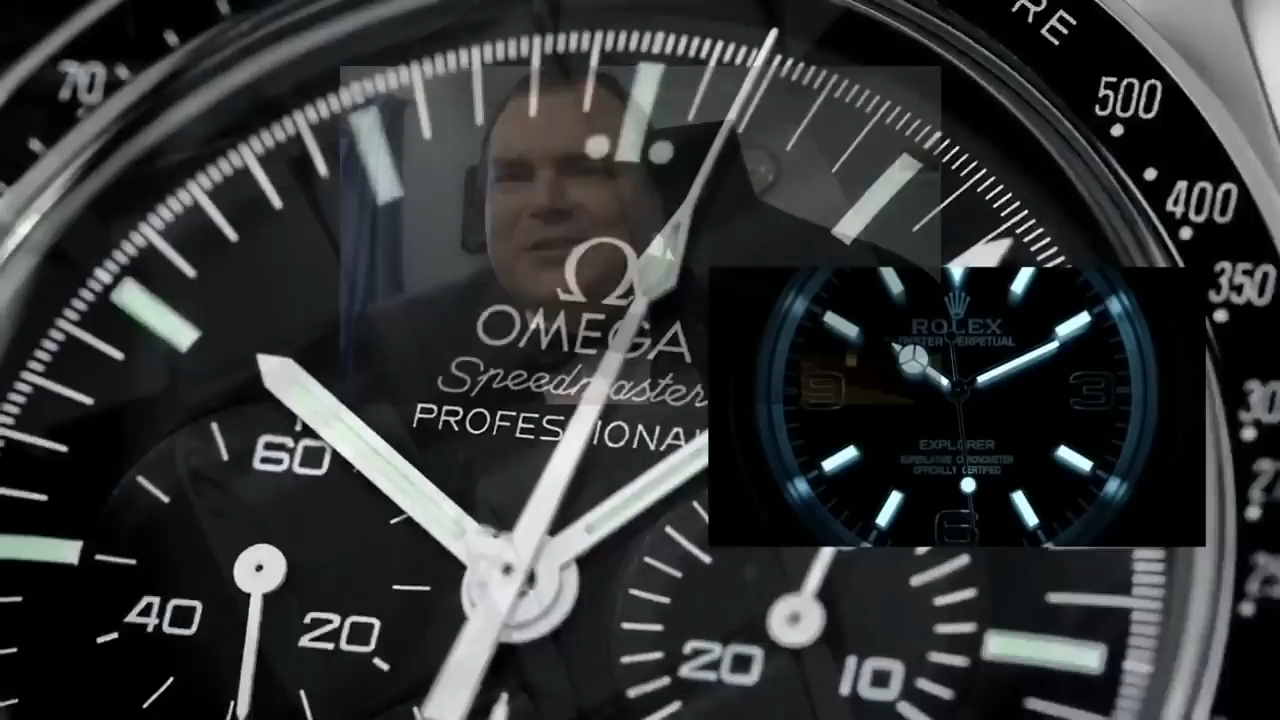 RE
70
500
400
350
Ω
OMEGA
Speedmaster
PROFESSIONAL
60
40
20
20
10
ROLEX
OYSTER PERPETUAL
9
3
EXPLORER
SUPERLATIVE CHRONOMETER
OFFICIALLY CERTIFIED
6